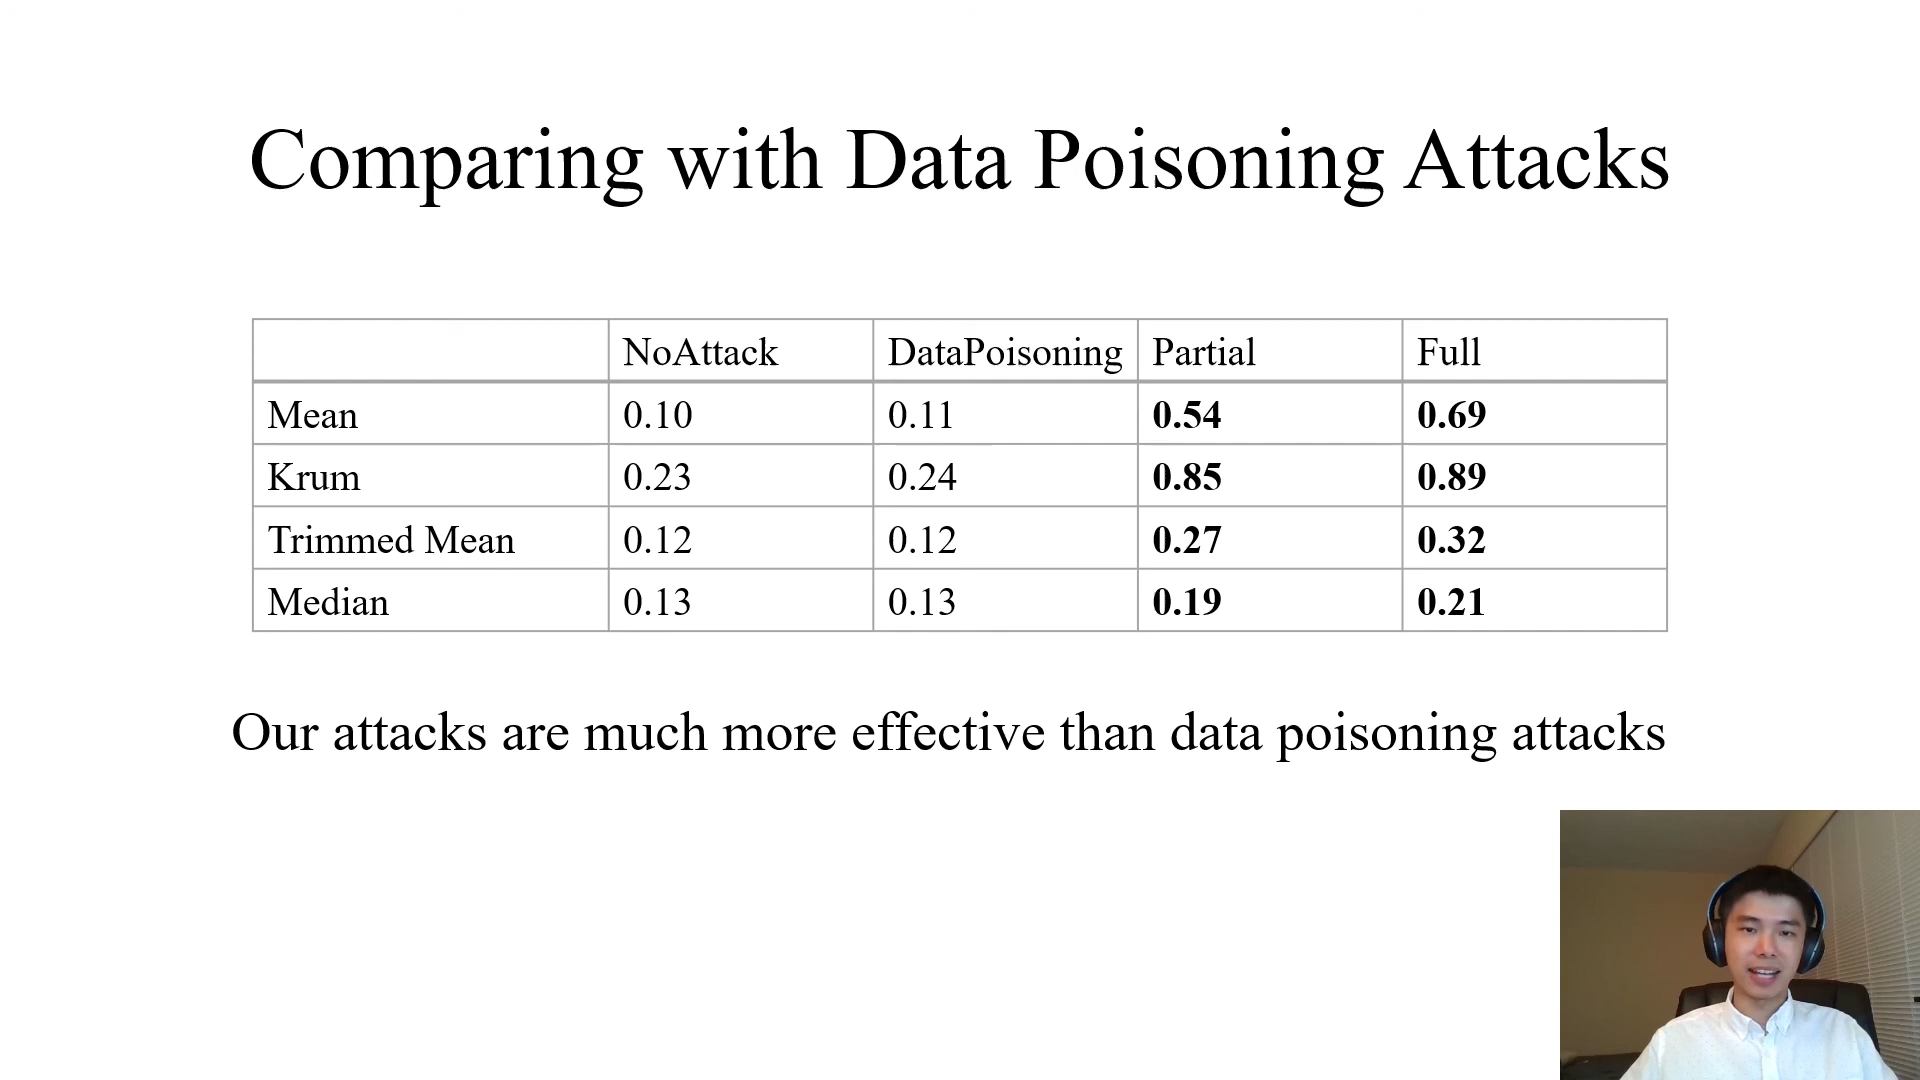 Comparing with Data Poisoning Attacks
NoAttack DataPoisoning Partial Full
Mean 0.10 0.11 0.54 0.69
Krum 0.23 0.24 0.85 0.89
Trimmed Mean 0.12 0.12 0.27 0.32
Median 0.13 0.13 0.19 0.21
Our attacks are much more effective than data poisoning attacks